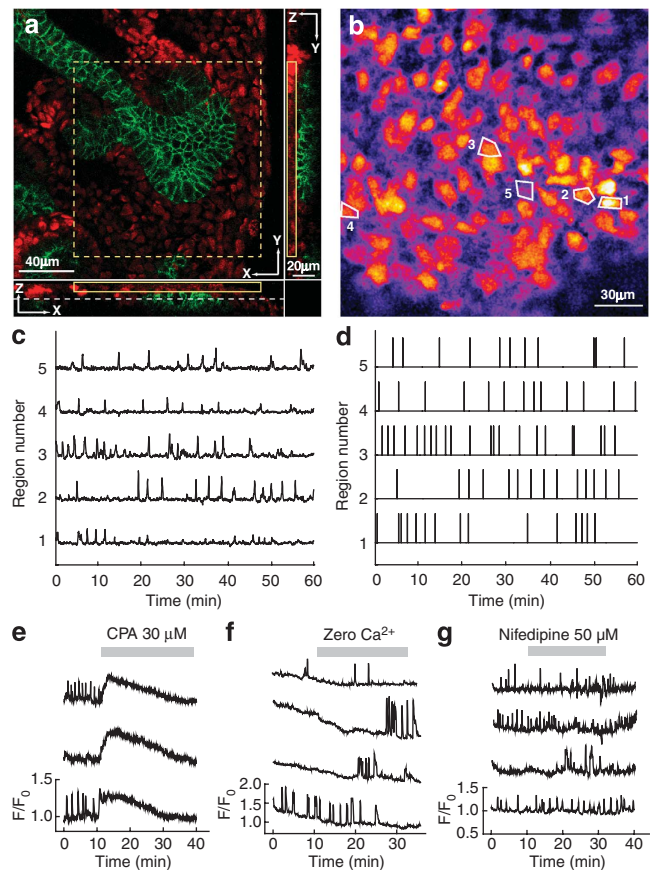 a
Z
Y
Y
X
40µm
20µm
Z
X
b
3
5
2
1
4
30µm
c
Region number
5
4
3
2
1
0 10 20 30 40 50 60
Time (min)
d
Region number
5
4
3
2
1
0 10 20 30 40 50 60
Time (min)
e
CPA 30 µM
F/F0
1.5
1.0
0 10 20 30 40
Time (min)
f
Zero Ca²⁺
F/F0
2.0
1.5
1.0
0 10 20 30
Time (min)
g
Nifedipine 50 µM
F/F0
1.5
1.0
0.5
0 10 20 30 40
Time (min)